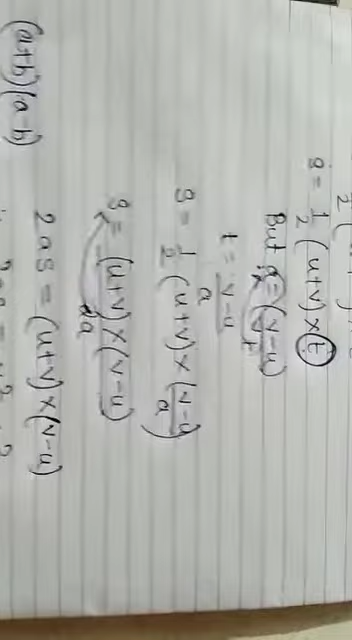 s = 1/2 (u+v) × t
But a = (v-u)/t
t = v-u/a
s = 1/2 (u+v) × (v-u/a)
s = (u+v) × (v-u)/2a
2as = (u+v) × (v-u)
(a+b)(a-b)